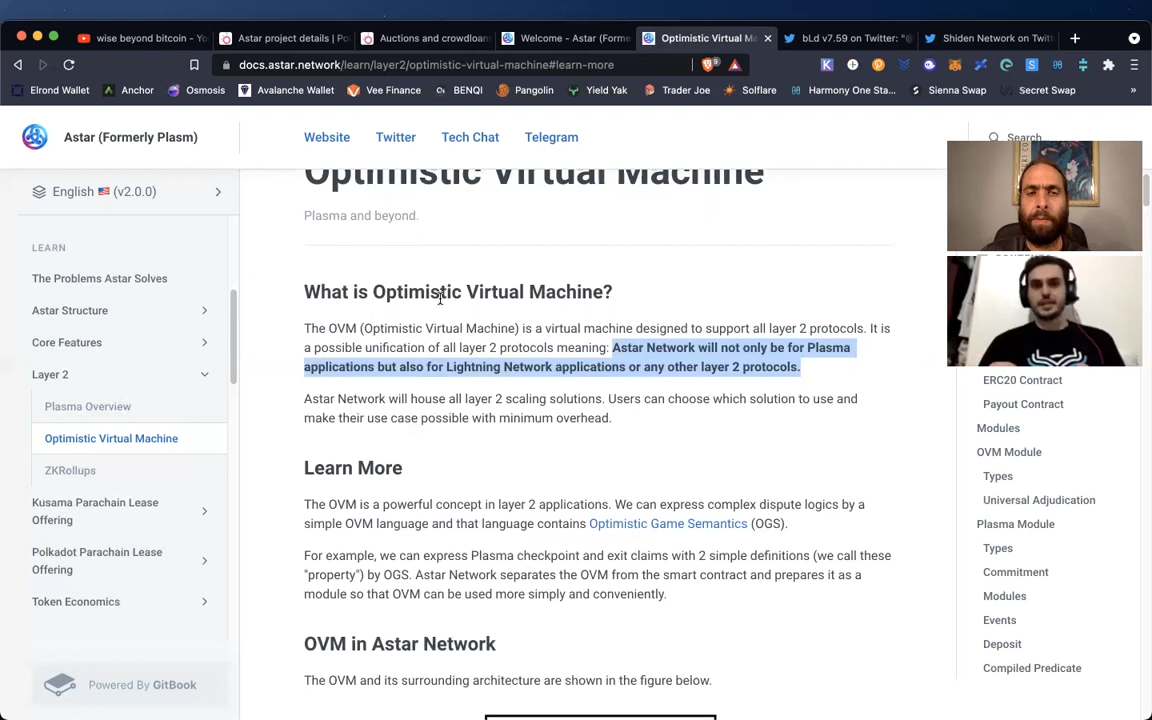 wise beyond bitcoin - Yo
Astar project details | Po
Auctions and crowdloan
Welcome - Astar (Forme
Optimistic Virtual Ma
bLd v7.59 on Twitter: "@
Shiden Network on Twitt
docs.astar.network/learn/layer2/optimistic-virtual-machine#learn-more
Elrond Wallet
Anchor
Osmosis
Avalanche Wallet
Vee Finance
BENQI
Pangolin
Yield Yak
Trader Joe
Solflare
Harmony One Sta...
Sienna Swap
Secret Swap
Astar (Formerly Plasm)
Website
Twitter
Tech Chat
Telegram
Search
English (v2.0.0)
LEARN
The Problems Astar Solves
Astar Structure
Core Features
Layer 2
Plasma Overview
Optimistic Virtual Machine
ZKRollups
Kusama Parachain Lease
Offering
Polkadot Parachain Lease
Offering
Token Economics
Powered By GitBook
Optimistic Virtual Machine
Plasma and beyond.
What is Optimistic Virtual Machine?
The OVM (Optimistic Virtual Machine) is a virtual machine designed to support all layer 2 protocols. It is
a possible unification of all layer 2 protocols meaning: Astar Network will not only be for Plasma
applications but also for Lightning Network applications or any other layer 2 protocols.
Astar Network will house all layer 2 scaling solutions. Users can choose which solution to use and
make their use case possible with minimum overhead.
Learn More
The OVM is a powerful concept in layer 2 applications. We can express complex dispute logics by a
simple OVM language and that language contains Optimistic Game Semantics (OGS).
For example, we can express Plasma checkpoint and exit claims with 2 simple definitions (we call these
"property") by OGS. Astar Network separates the OVM from the smart contract and prepares it as a
module so that OVM can be used more simply and conveniently.
OVM in Astar Network
The OVM and its surrounding architecture are shown in the figure below.
ERC20 Contract
Payout Contract
Modules
OVM Module
Types
Universal Adjudication
Plasma Module
Types
Commitment
Modules
Events
Deposit
Compiled Predicate